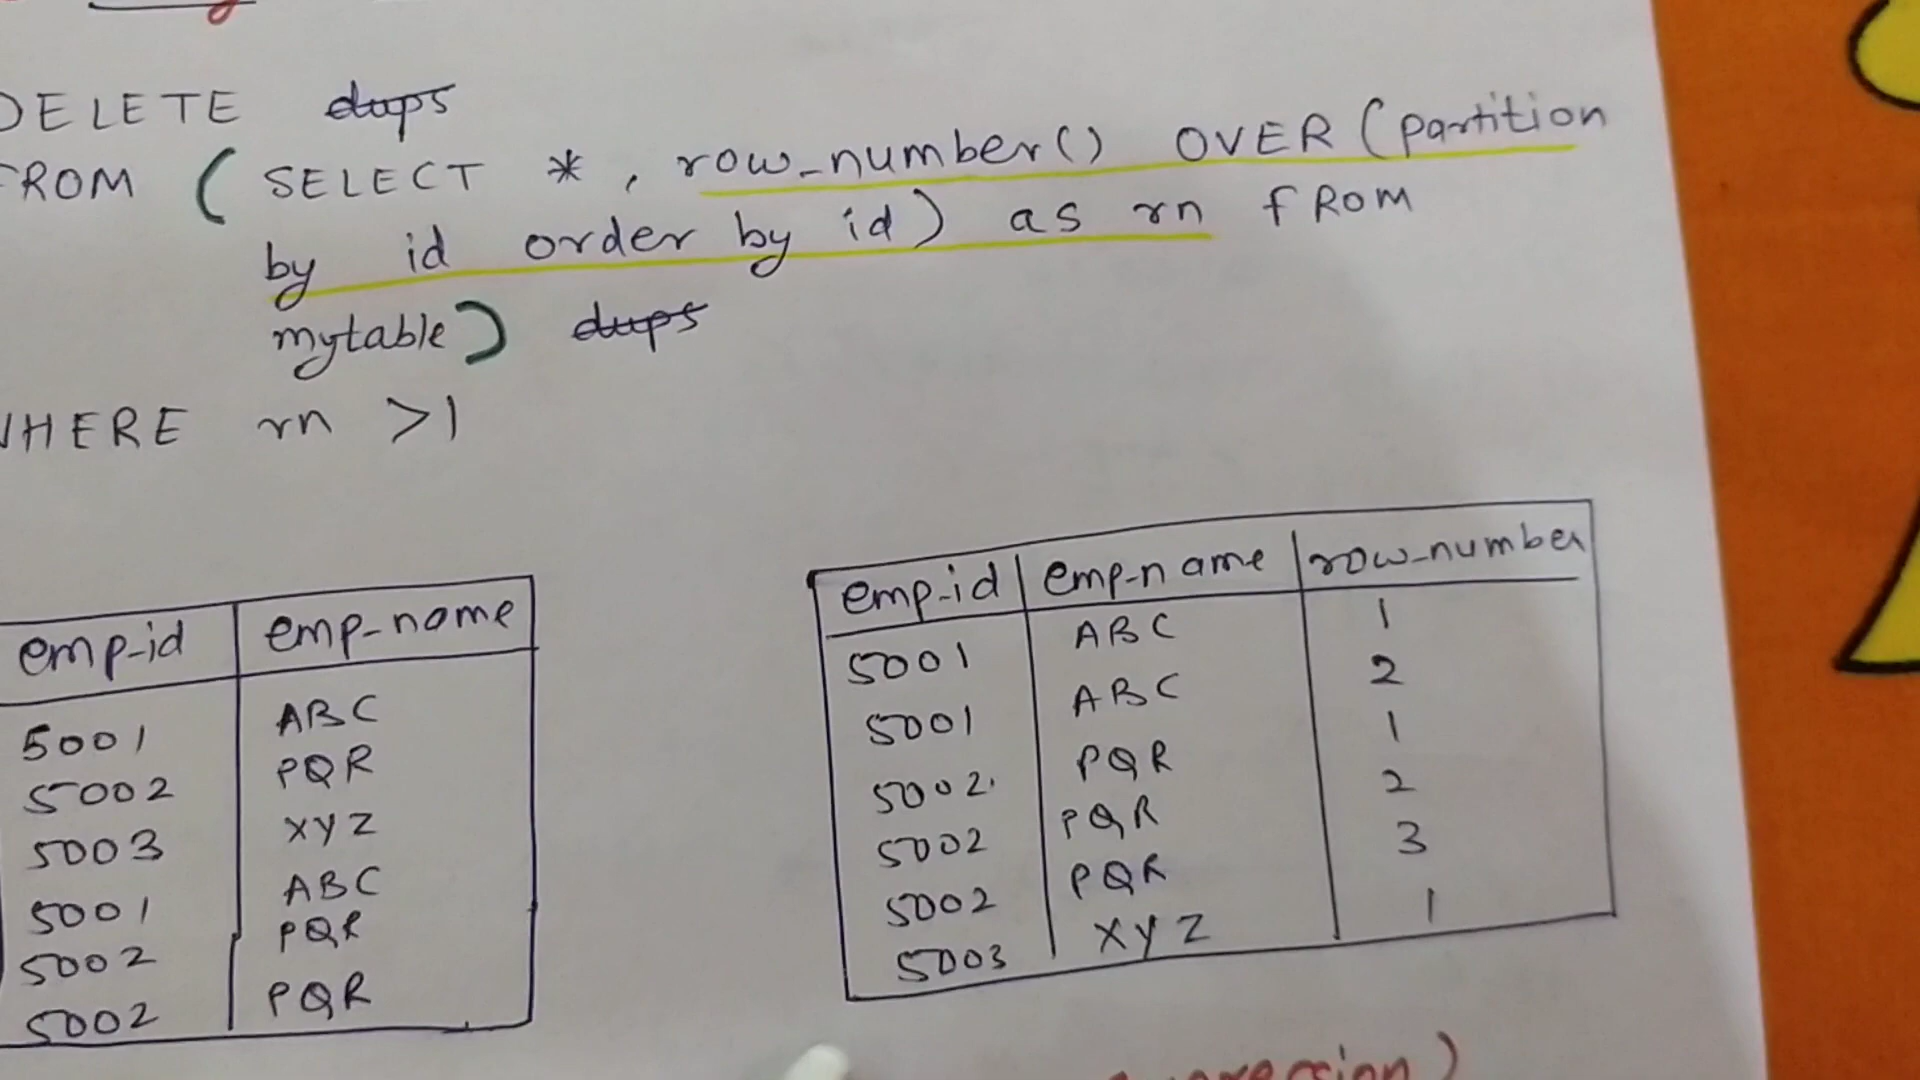 DELETE dups
FROM ( SELECT * , row_number() OVER (partition
by id order by id) as rn fROM
mytable) dups
WHERE rn >1
emp-id emp-name
5001 ABC
5002 PQR
5003 XYZ
5001 ABC
5002 PQR
5002 PQR
emp-id emp-name row-number
5001 ABC 1
5001 ABC 2
5002. PQR 1
5002 PQR 2
5002 PQR 3
5003 XYZ 1